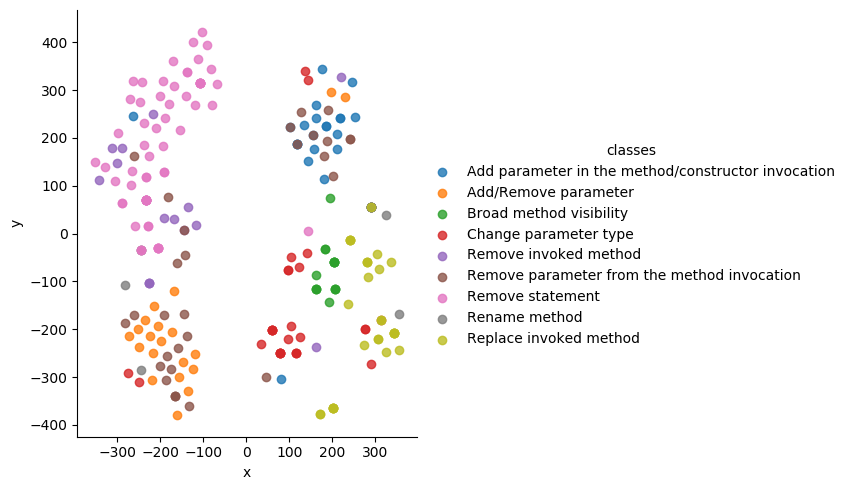 400
300
200
100
0
−100
−200
−300
−400
y
−300
−200
−100
0
100
200
300
x
classes
Add parameter in the method/constructor invocation
Add/Remove parameter
Broad method visibility
Change parameter type
Remove invoked method
Remove parameter from the method invocation
Remove statement
Rename method
Replace invoked method